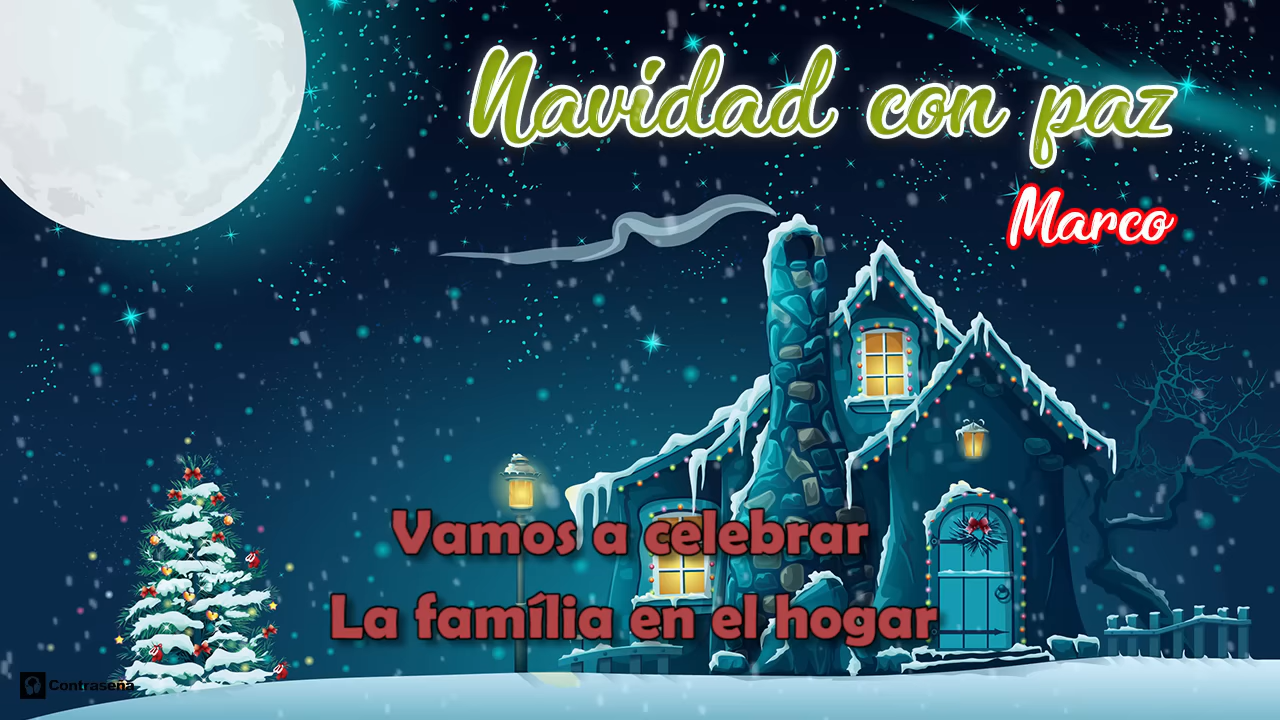 Navidad con paz
Marco
Vamos a celebrar
La família en el hogar
Contraseña